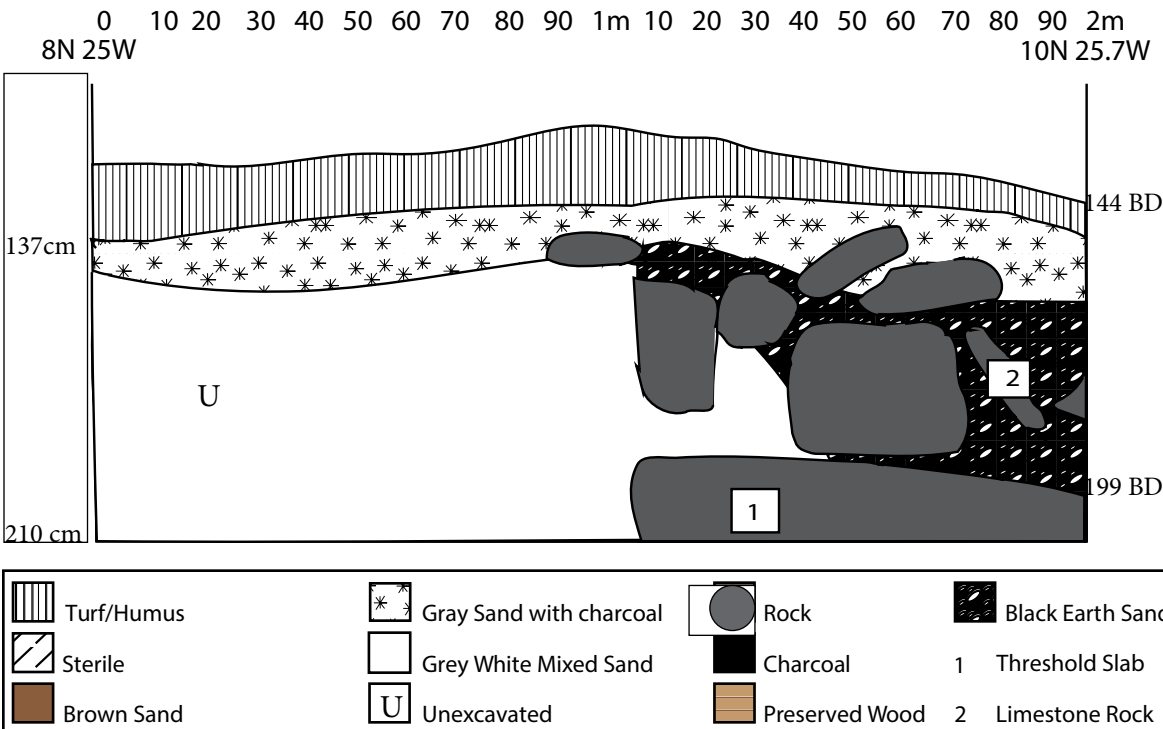 0 10 20 30 40 50 60 70 80 90 1m 10 20 30 40 50 60 70 80 90 2m
8N 25W 10N 25.7W
144 BD
137cm
U
2
199 BD
1
210 cm
Turf/Humus Gray Sand with charcoal Rock Black Earth Sand
Sterile Grey White Mixed Sand Charcoal 1 Threshold Slab
Brown Sand U Unexcavated Preserved Wood 2 Limestone Rock